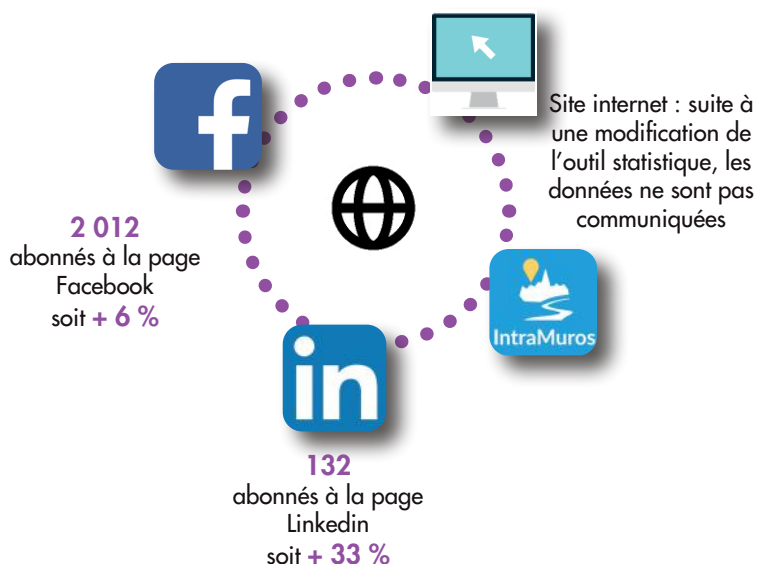 Site internet : suite à
une modification de
l'outil statistique, les
données ne sont pas
communiquées
f
2 012
abonnés à la page
Facebook
soit + 6 %
IntraMuros
in
132
abonnés à la page
Linkedin
soit + 33 %